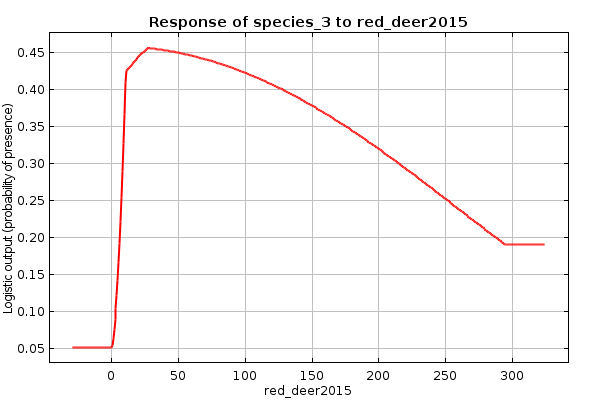 Response of species_3 to red_deer2015
Logistic output (probability of presence)
0.45
0.40
0.35
0.30
0.25
0.20
0.15
0.10
0.05
0 50 100 150 200 250 300
red_deer2015